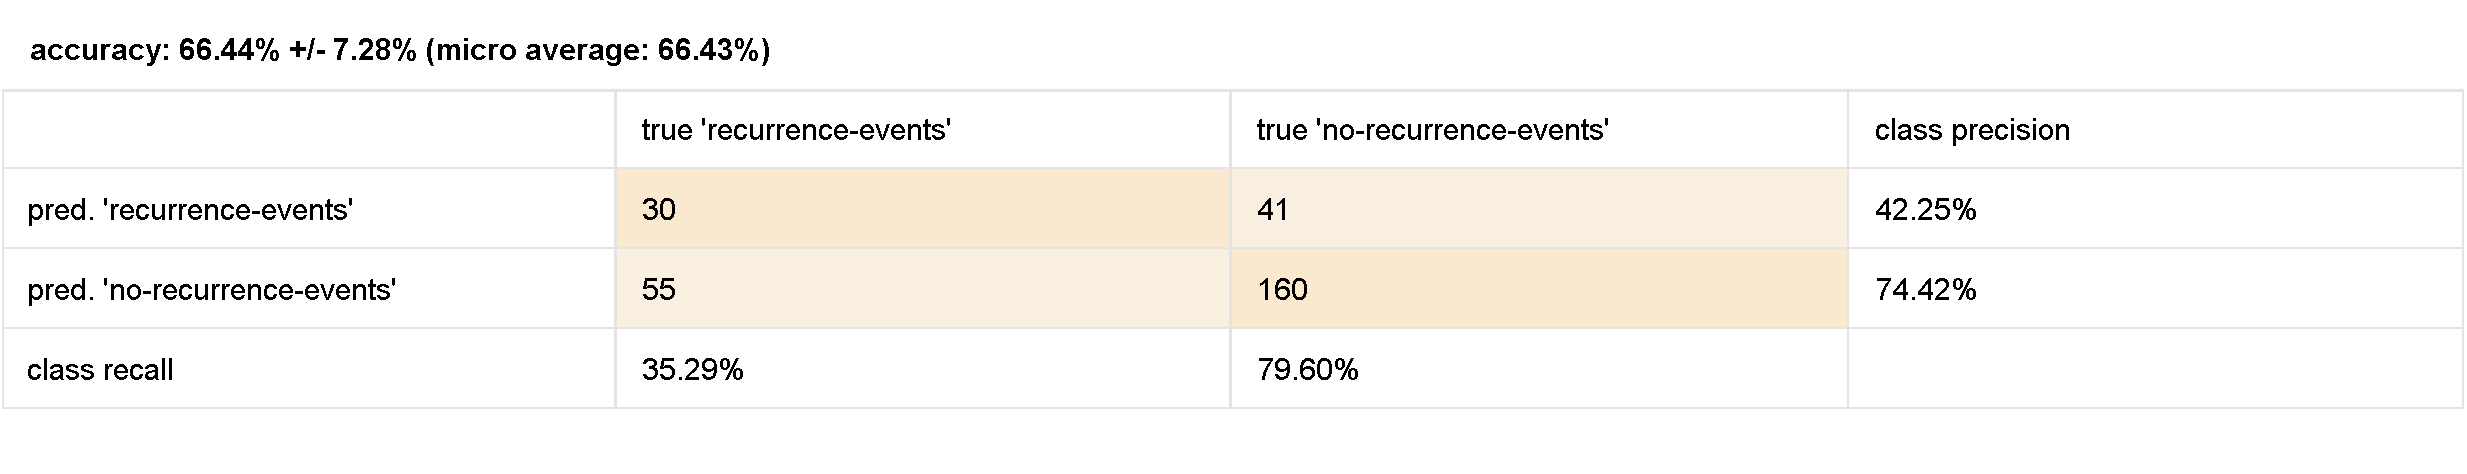 accuracy: 66.44% +/- 7.28% (micro average: 66.43%)
true 'recurrence-events' true 'no-recurrence-events' class precision
pred. 'recurrence-events' 30 41 42.25%
pred. 'no-recurrence-events' 55 160 74.42%
class recall 35.29% 79.60%